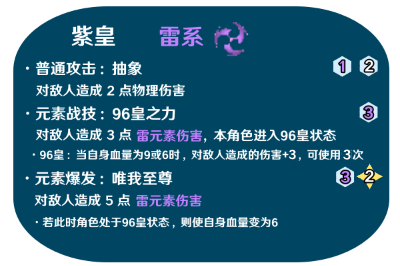 紫皇 雷系
·普通攻击：抽象 1 2
对敌人造成 2 点物理伤害
·元素战技：96皇之力 3
对敌人造成 3 点 雷元素伤害，本角色进入96皇状态
·96皇：当自身血量为9或6时，对敌人造成的伤害+3，可使用 3次
·元素爆发：唯我至尊 3 2
对敌人造成 5 点 雷元素伤害
·若此时角色处于96皇状态，则使自身血量变为6